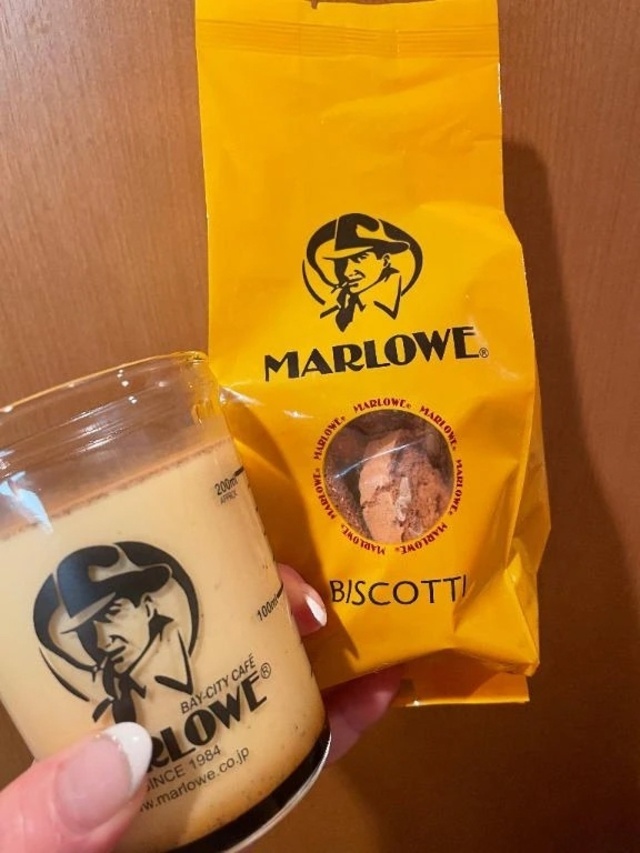 MARLOWE®
MARLOWE® MARLOWE® MARLOWE® MARLOWE® MARLOWE® MARLOWE® MARLOWE®
BISCOTTI
200ml
APPROX.
100ml
BAY-CITY CAFÉ
RLOWE®
SINCE 1984
w.marlowe.co.jp